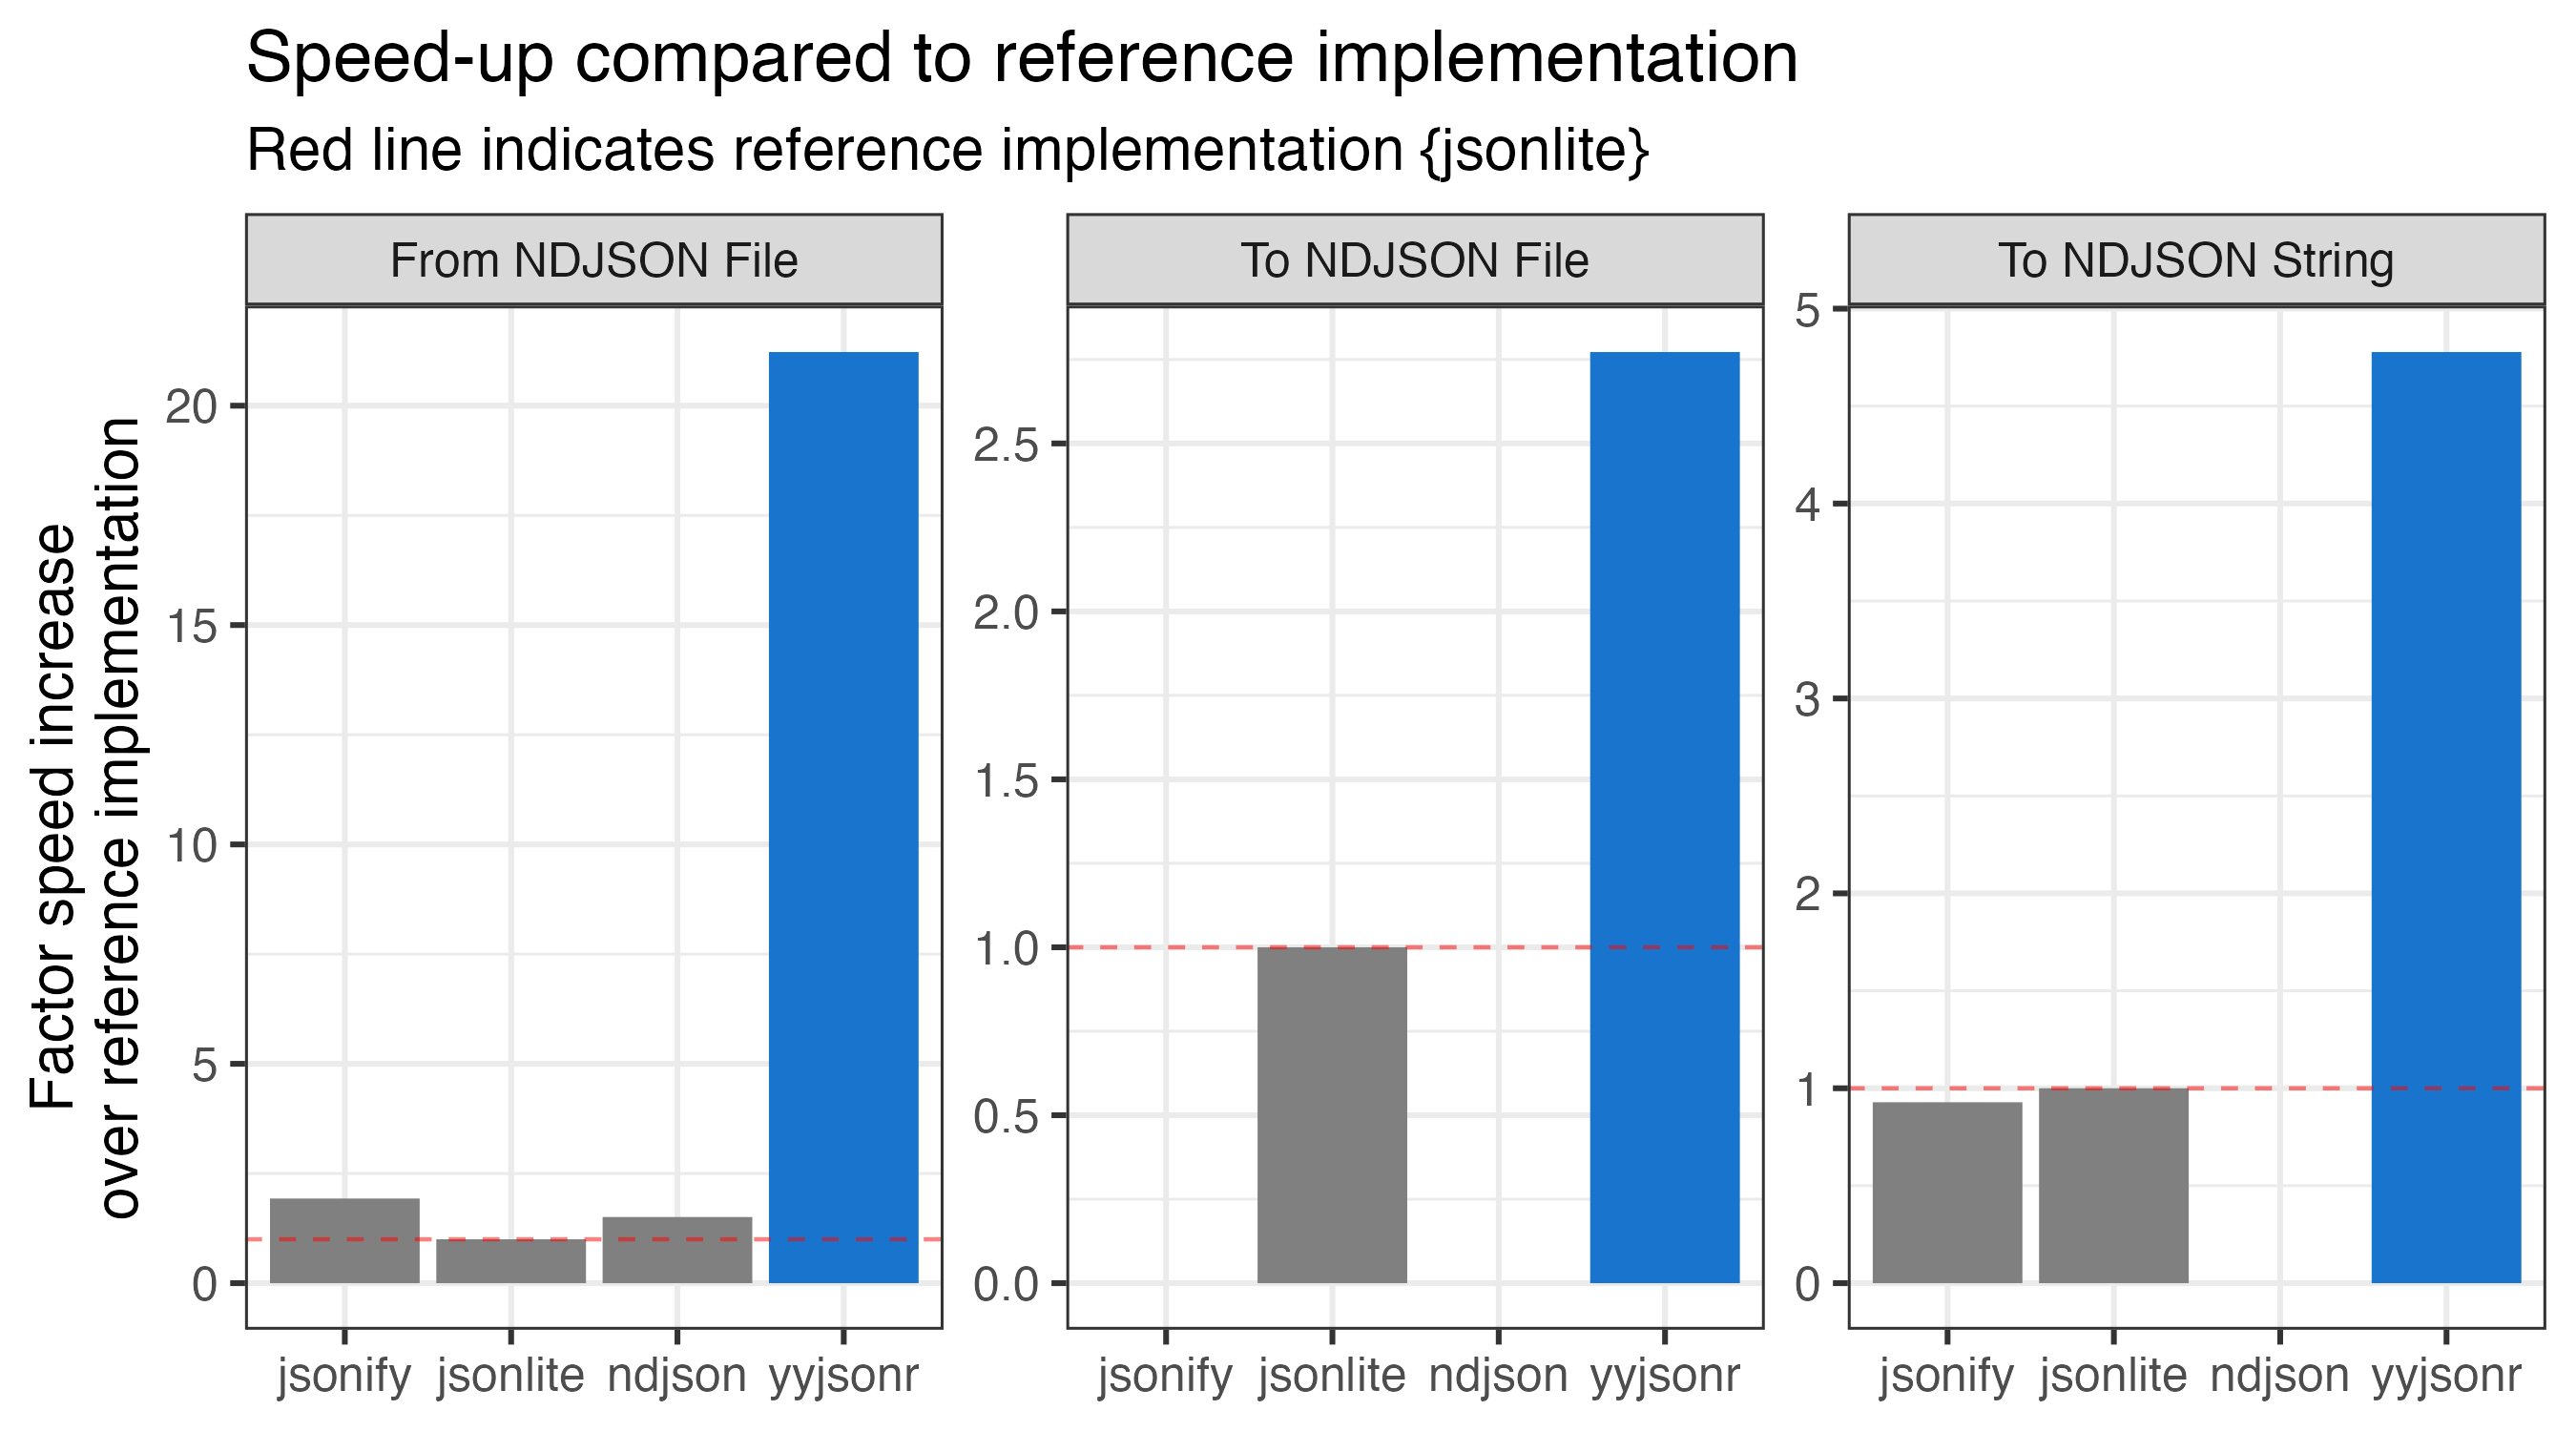 Speed-up compared to reference implementation
Red line indicates reference implementation {jsonlite}
Factor speed increase
over reference implementation
From NDJSON File
20
15
10
5
0
jsonify jsonlite ndjson yyjsonr
To NDJSON File
2.5
2.0
1.5
1.0
0.5
0.0
jsonify jsonlite ndjson yyjsonr
To NDJSON String
5
4
3
2
1
0
jsonify jsonlite ndjson yyjsonr